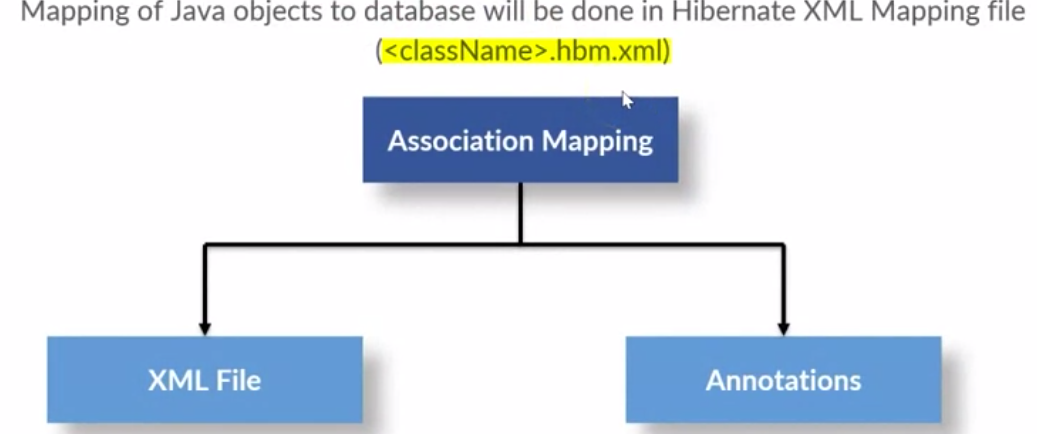 Mapping of Java objects to database will be done in Hibernate XML Mapping file
(<className>.hbm.xml)
Association Mapping
XML File
Annotations